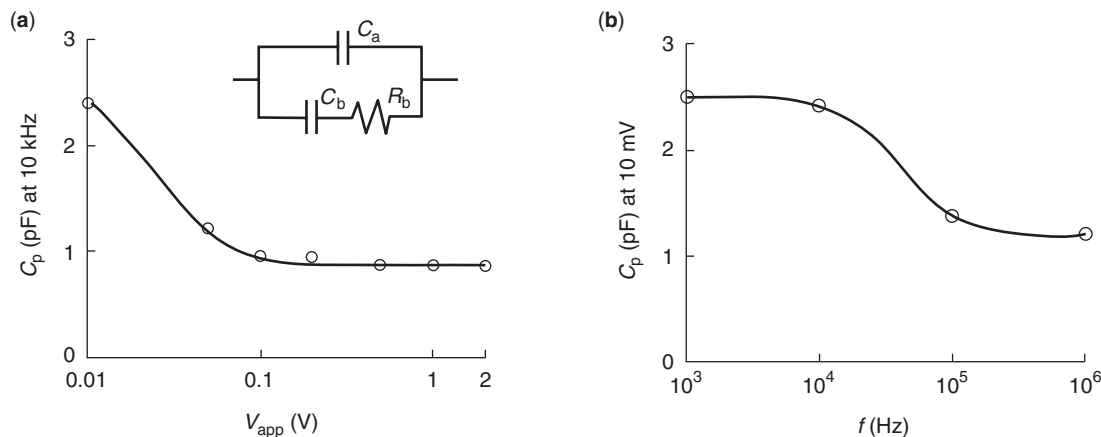 (a)
3
2
1
0
C_p (pF) at 10 kHz
0.01
0.1
1
2
V_app (V)
C_a
C_b
R_b
(b)
3
2
1
0
C_p (pF) at 10 mV
10^3
10^4
10^5
10^6
f (Hz)